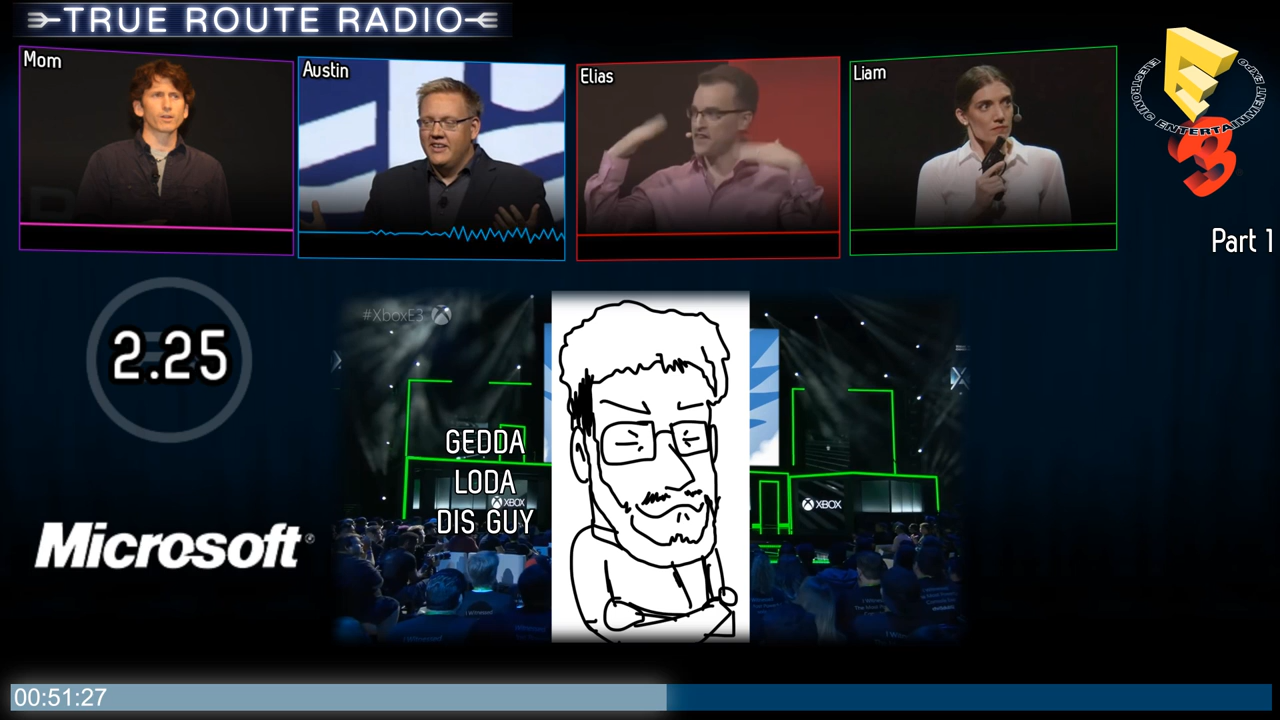 TRUE ROUTE RADIO
Mom
Austin
Elias
Liam
ELECTRONIC ENTERTAINMENT EXPO
E3
Part 1
2.25
#XboxE3
GEDDA
LODA
DIS GUY
XBOX
XBOX
Microsoft
00:51:27